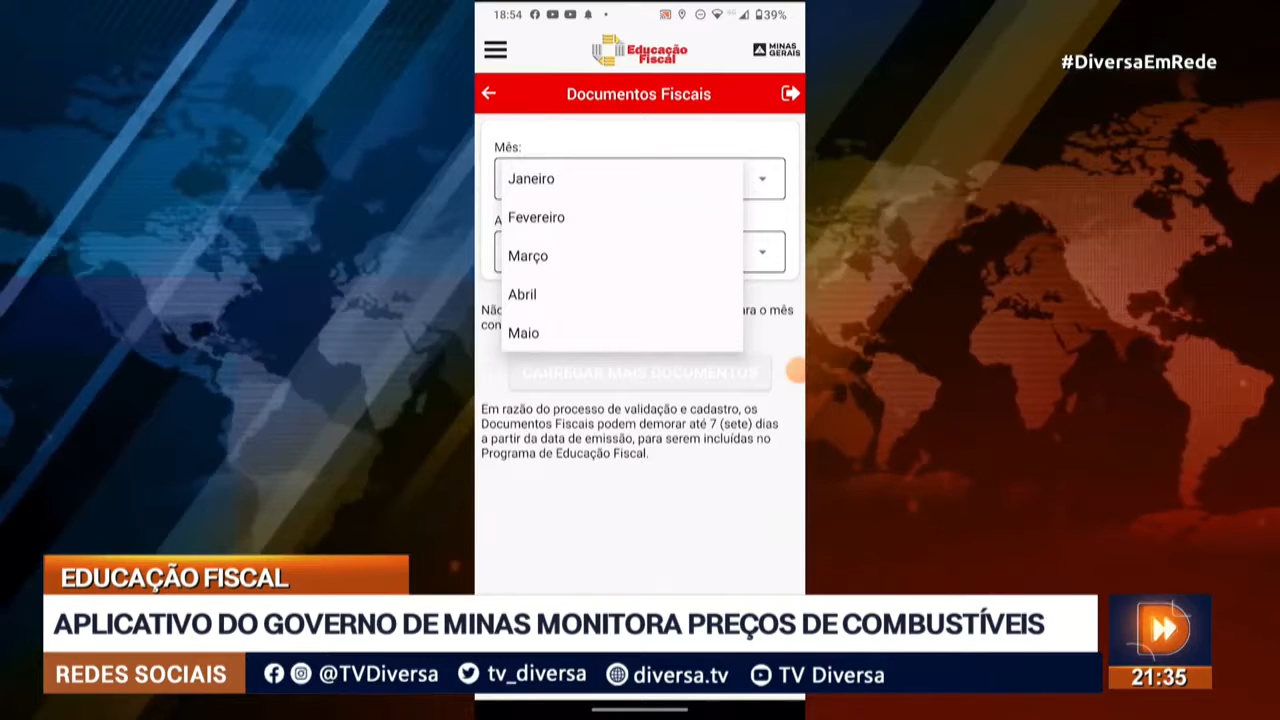 18:54
39%
Educação
Fiscal
MINAS
GERAIS
#DiversaEmRede
Documentos Fiscais
Mês:
Janeiro
Fevereiro
Março
Abril
Maio
o mês
CARREGAR MAIS DOCUMENTOS
Em razão do processo de validação e cadastro, os
Documentos Fiscais podem demorar até 7 (sete) dias
a partir da data de emissão, para serem incluídas no
Programa de Educação Fiscal.
EDUCAÇÃO FISCAL
APLICATIVO DO GOVERNO DE MINAS MONITORA PREÇOS DE COMBUSTÍVEIS
REDES SOCIAIS @TVDiversa tv_diversa diversa.tv TV Diversa
21:35